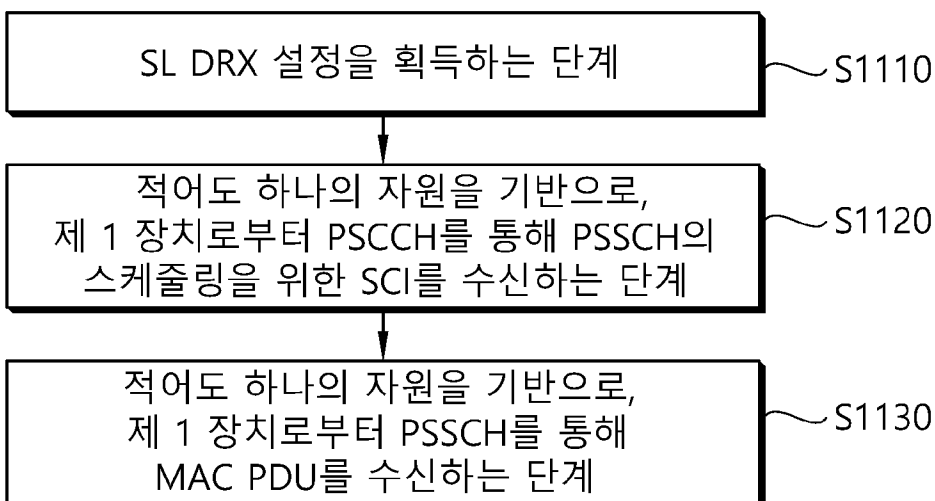 SL DRX 설정을 획득하는 단계
S1110
적어도 하나의 자원을 기반으로,
제 1 장치로부터 PSCCH를 통해 PSSCH의
스케줄링을 위한 SCI를 수신하는 단계
S1120
적어도 하나의 자원을 기반으로,
제 1 장치로부터 PSSCH를 통해
MAC PDU를 수신하는 단계
S1130